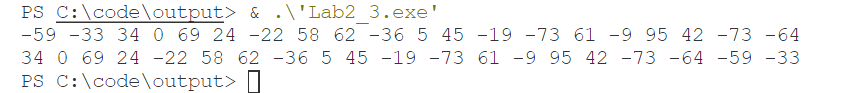 PS C:\code\output> & .\'Lab2_3.exe'
-59 -33 34 0 69 24 -22 58 62 -36 5 45 -19 -73 61 -9 95 42 -73 -64
34 0 69 24 -22 58 62 -36 5 45 -19 -73 61 -9 95 42 -73 -64 -59 -33
PS C:\code\output>